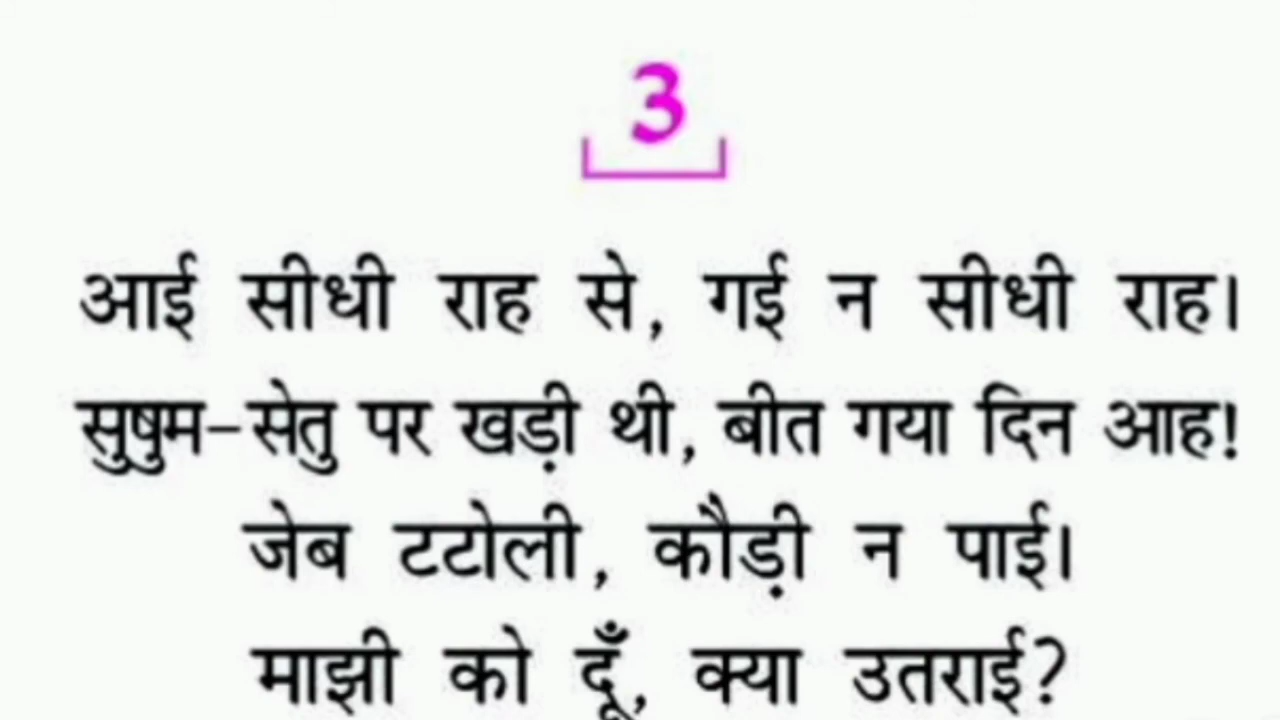 3
आई सीधी राह से, गई न सीधी राह।
सुषुम-सेतु पर खड़ी थी, बीत गया दिन आह!
जेब टटोली, कौड़ी न पाई।
माझी को दूँ, क्या उतराई?